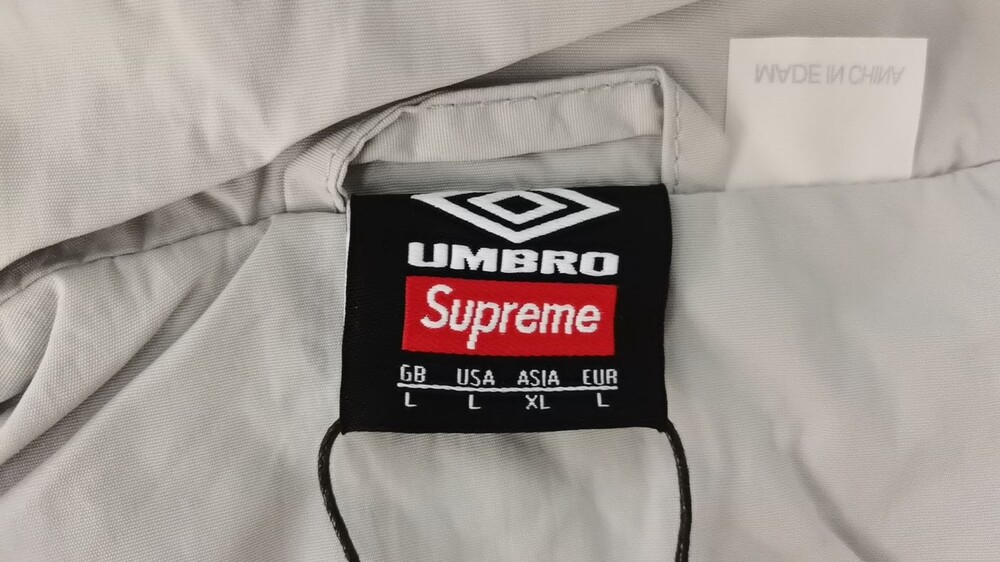 MADE IN CHINA
UMBRO
Supreme
GB USA ASIA EUR
L L XL L